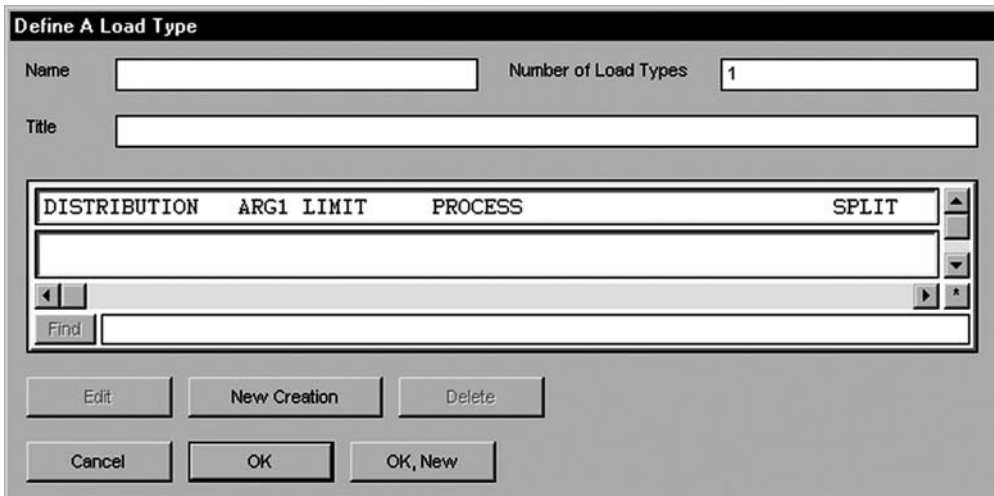 Define A Load Type
Name
Number of Load Types 1
Title
DISTRIBUTION ARG1 LIMIT PROCESS SPLIT
*
Find
Edit New Creation Delete
Cancel OK OK, New